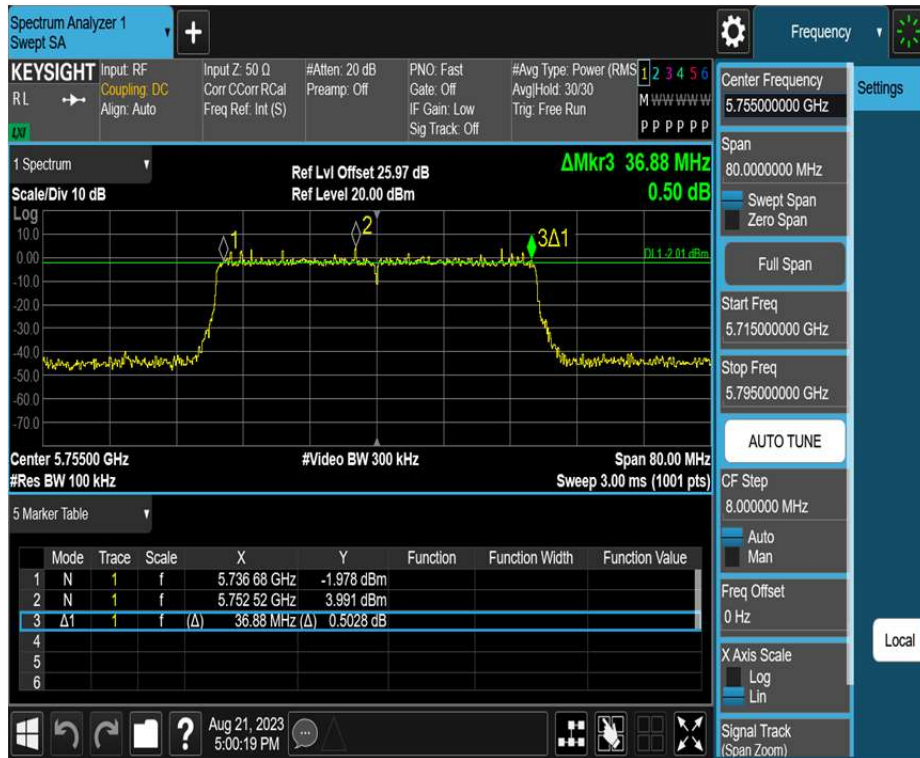 Spectrum Analyzer 1
Swept SA
+
Frequency
KEYSIGHT
RL
LXI
Input: RF
Coupling: DC
Align: Auto
Input Z: 50 Ω
Corr CCorr RCal
Freq Ref: Int (S)
#Atten: 20 dB
Preamp: Off
PNO: Fast
Gate: Off
IF Gain: Low
Sig Track: Off
#Avg Type: Power (RMS
Avg|Hold: 30/30
Trig: Free Run
1 2 3 4 5 6
M W W W W W
P P P P P P
Center Frequency
5.755000000 GHz
Settings
Span
80.0000000 MHz
Swept Span
Zero Span
Full Span
Start Freq
5.715000000 GHz
Stop Freq
5.795000000 GHz
AUTO TUNE
CF Step
8.000000 MHz
Auto
Man
Freq Offset
0 Hz
X Axis Scale
Log
Lin
Signal Track
(Span Zoom)
Local
1 Spectrum
Scale/Div 10 dB
Ref Lvl Offset 25.97 dB
Ref Level 20.00 dBm
ΔMkr3 36.88 MHz
0.50 dB
Log
10.0
0.00
-10.0
-20.0
-30.0
-40.0
-50.0
-60.0
-70.0
1
2
3Δ1
DL1 -2.01 dBm
Center 5.75500 GHz
#Video BW 300 kHz
Span 80.00 MHz
#Res BW 100 kHz
Sweep 3.00 ms (1001 pts)
5 Marker Table
Mode Trace Scale X Y Function Function Width Function Value
1 N 1 f 5.736 68 GHz -1.978 dBm
2 N 1 f 5.752 52 GHz 3.991 dBm
3 Δ1 1 f (Δ) 36.88 MHz (Δ) 0.5028 dB
4
5
6
?
Aug 21, 2023
5:00:19 PM